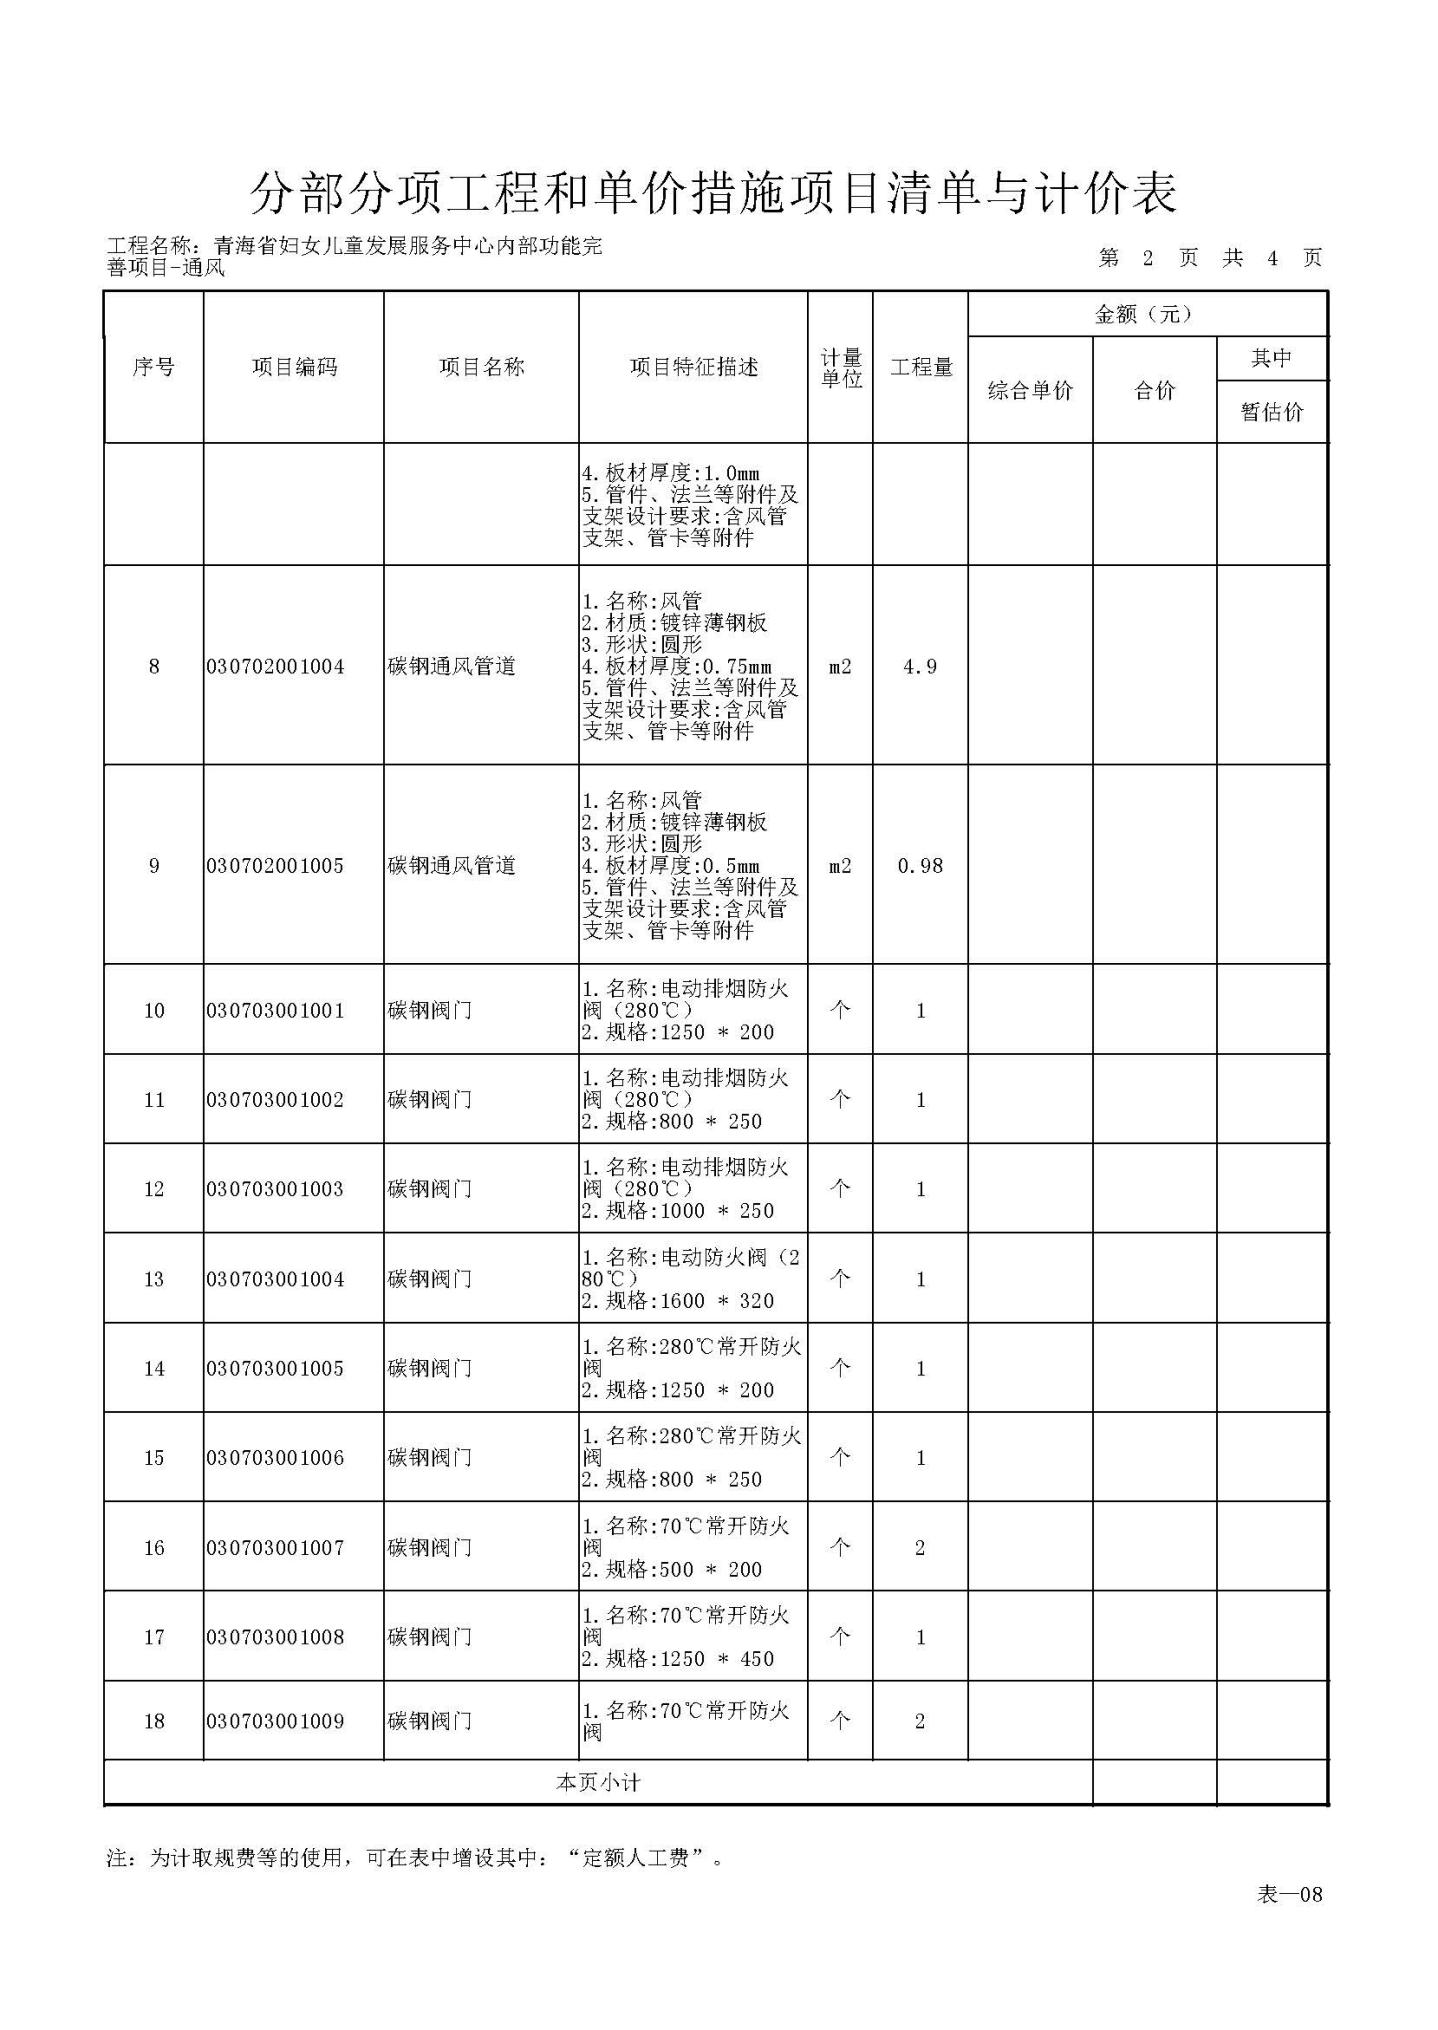 分部分项工程和单价措施项目清单与计价表
工程名称：青海省妇女儿童发展服务中心内部功能完
善项目-通风
第 2 页 共 4 页
序号 项目编码 项目名称 项目特征描述 计量单位 工程量 金额（元）
综合单价 合价 其中
暂估价
4.板材厚度:1.0mm
5.管件、法兰等附件及
支架设计要求:含风管
支架、管卡等附件
1.名称:风管
2.材质:镀锌薄钢板
3.形状:圆形
8 030702001004 碳钢通风管道 4.板材厚度:0.75mm m2 4.9
5.管件、法兰等附件及
支架设计要求:含风管
支架、管卡等附件
1.名称:风管
2.材质:镀锌薄钢板
3.形状:圆形
9 030702001005 碳钢通风管道 4.板材厚度:0.5mm m2 0.98
5.管件、法兰等附件及
支架设计要求:含风管
支架、管卡等附件
1.名称:电动排烟防火
10 030703001001 碳钢阀门 阀（280℃） 个 1
2.规格:1250 * 200
1.名称:电动排烟防火
11 030703001002 碳钢阀门 阀（280℃） 个 1
2.规格:800 * 250
1.名称:电动排烟防火
12 030703001003 碳钢阀门 阀（280℃） 个 1
2.规格:1000 * 250
1.名称:电动防火阀（2
13 030703001004 碳钢阀门 80℃） 个 1
2.规格:1600 * 320
1.名称:280℃常开防火
14 030703001005 碳钢阀门 阀 个 1
2.规格:1250 * 200
1.名称:280℃常开防火
15 030703001006 碳钢阀门 阀 个 1
2.规格:800 * 250
1.名称:70℃常开防火
16 030703001007 碳钢阀门 阀 个 2
2.规格:500 * 200
1.名称:70℃常开防火
17 030703001008 碳钢阀门 阀 个 1
2.规格:1250 * 450
1.名称:70℃常开防火
18 030703001009 碳钢阀门 阀 个 2
本页小计
注：为计取规费等的使用，可在表中增设其中：“定额人工费”。
表—08